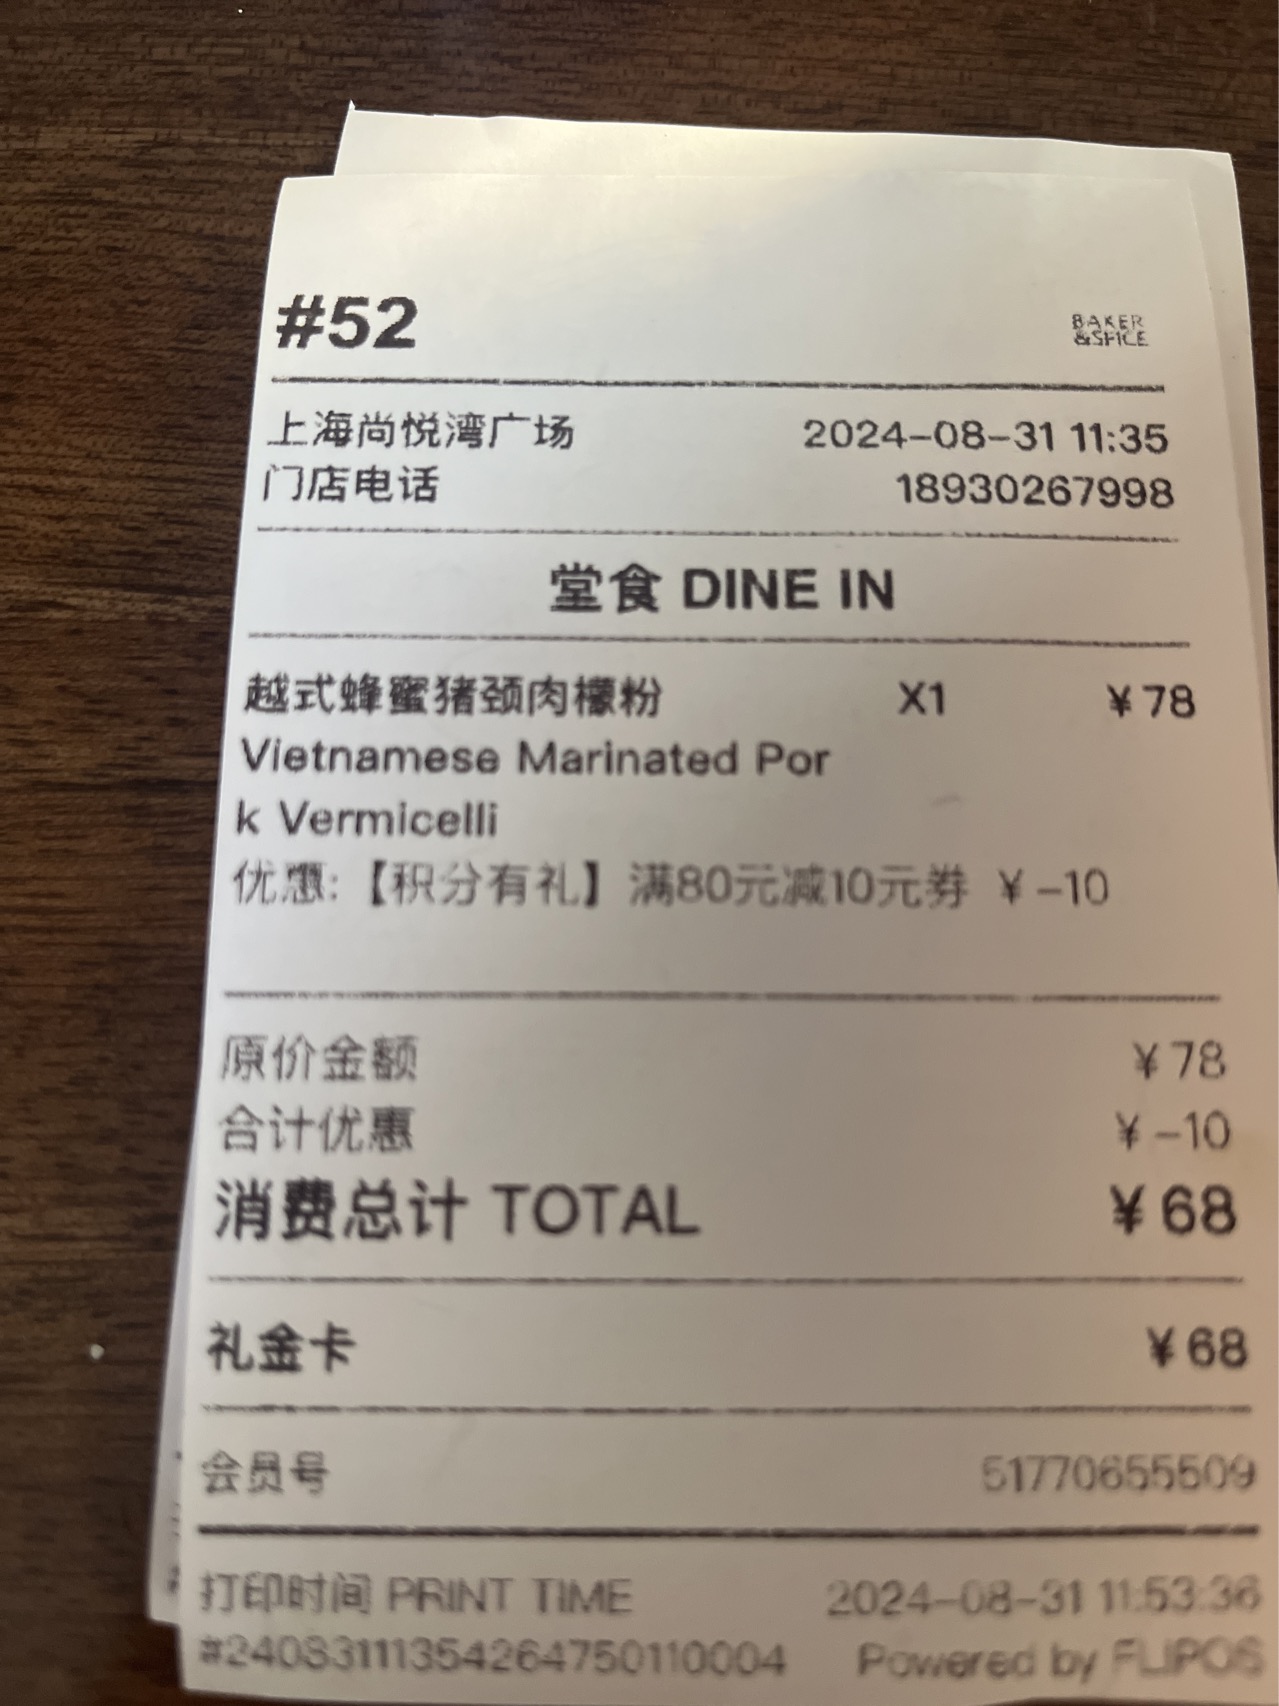 #52
BAKER
&SPICE
上海尚悦湾广场 2024-08-31 11:35
门店电话 18930267998
堂食 DINE IN
越式蜂蜜猪颈肉檬粉 X1 ¥78
Vietnamese Marinated Por
k Vermicelli
优惠:【积分有礼】满80元减10元券 ¥-10
原价金额 ¥78
合计优惠 ¥-10
消费总计 TOTAL ¥68
礼金卡 ¥68
会员号 51770655509
打印时间 PRINT TIME 2024-08-31 11:53:36
#24083111354264750110004 Powered by FLIPOS